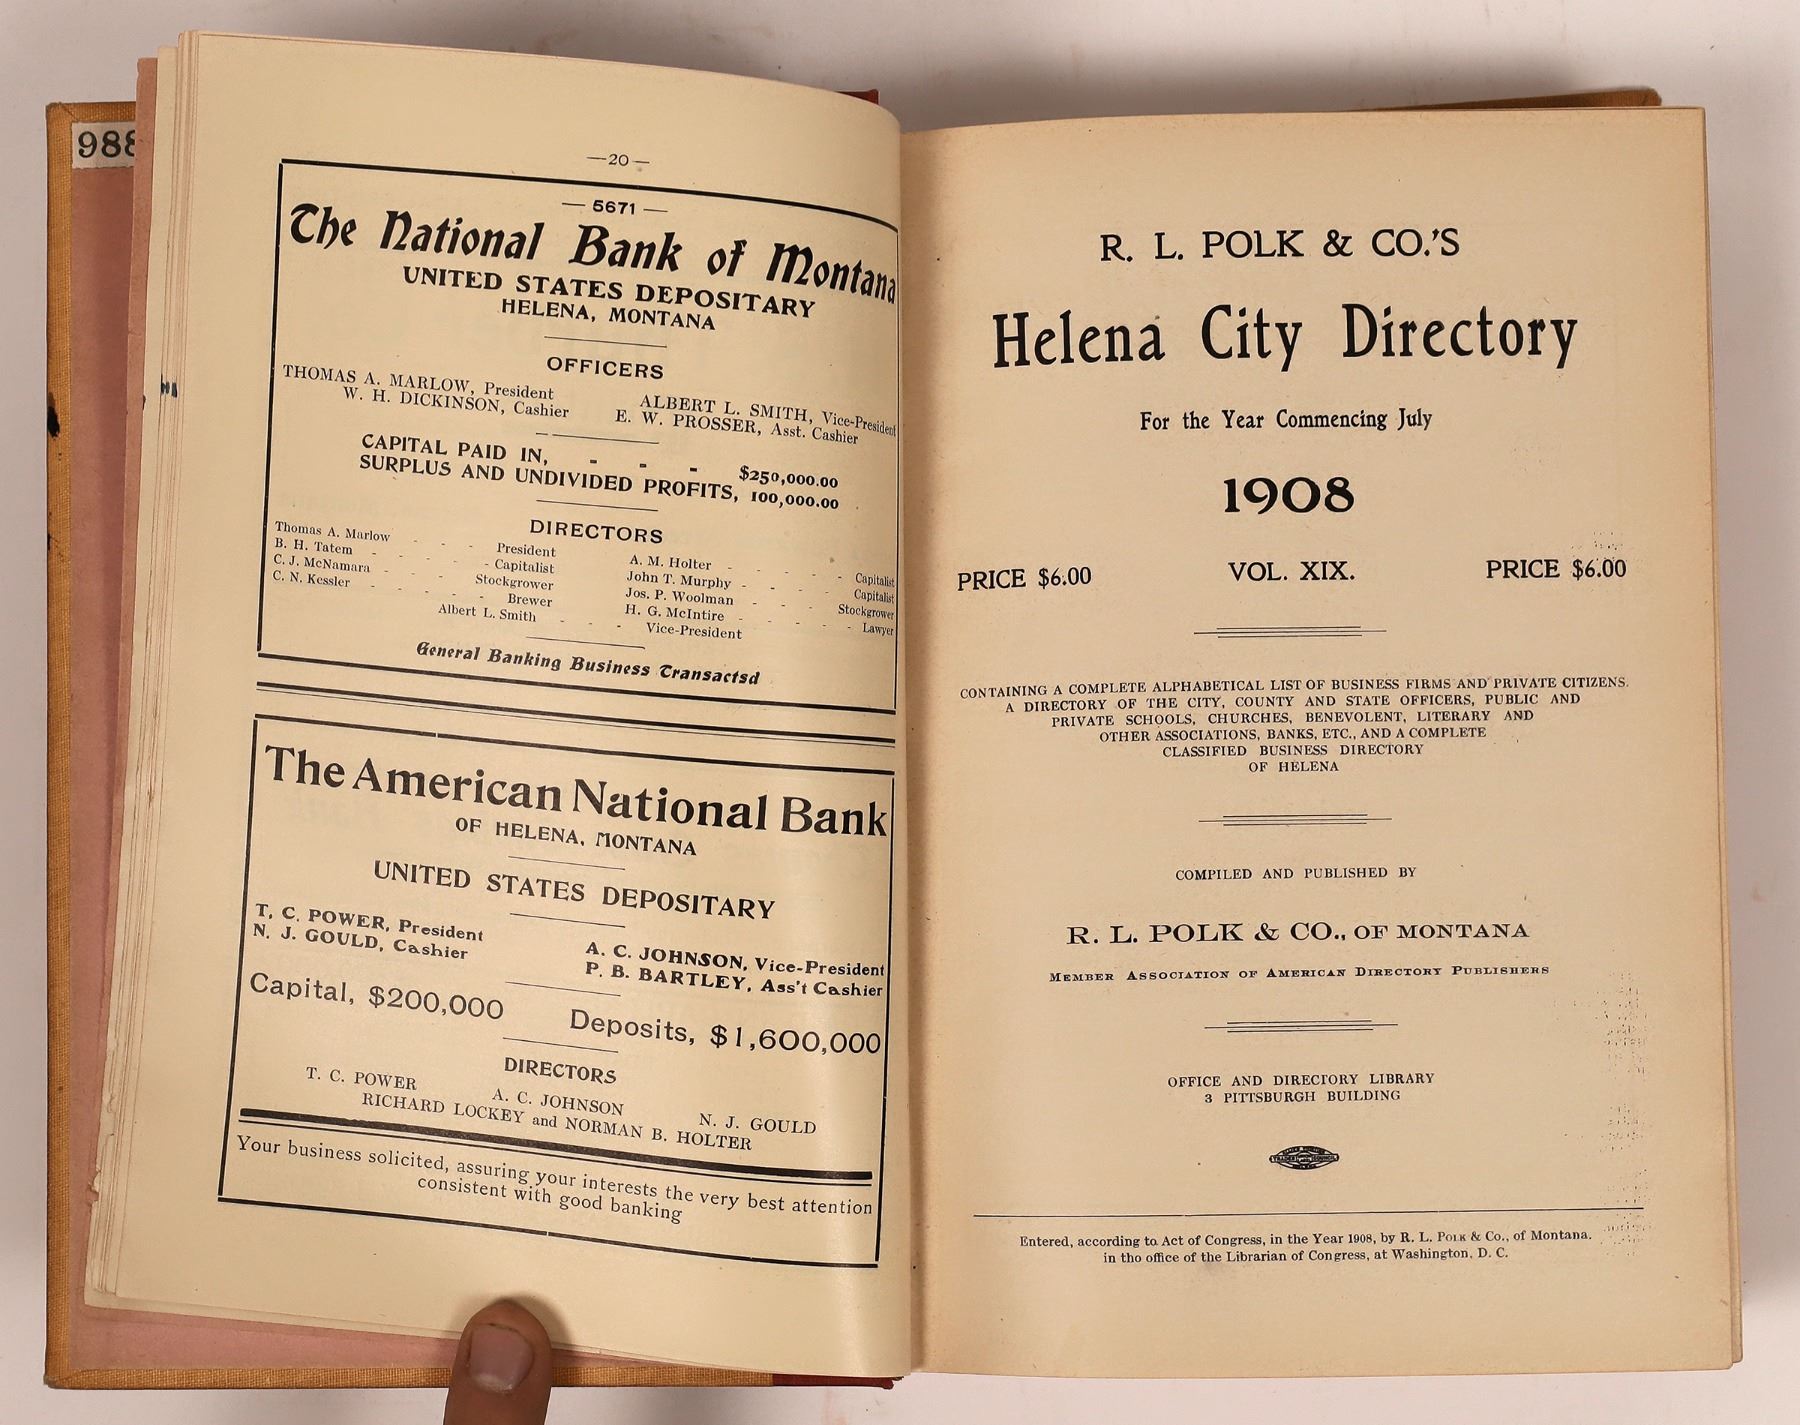 988
—20—
—5671—
The National Bank of Montana
UNITED STATES DEPOSITARY
HELENA, MONTANA
OFFICERS
THOMAS A. MARLOW, President ALBERT L. SMITH, Vice-President
W. H. DICKINSON, Cashier E. W. PROSSER, Asst. Cashier
CAPITAL PAID IN, - - - $250,000.00
SURPLUS AND UNDIVIDED PROFITS, 100,000.00
DIRECTORS
Thomas A. Marlow - - - President A. M. Holter - - - - Capitalist
B. H. Tatem - - - - Capitalist John T. Murphy - - - - Capitalist
C. J. McNamara - - - Stockgrower Jos. P. Woolman - - - Stockgrower
C. N. Kessler - - - - - Brewer H. G. McIntire - - - - - Lawyer
Albert L. Smith - - - Vice-President
General Banking Business Transactsd
The American National Bank
OF HELENA, MONTANA
UNITED STATES DEPOSITARY
T. C. POWER, President A. C. JOHNSON, Vice-President
N. J. GOULD, Cashier P. B. BARTLEY, Ass't Cashier
Capital, $200,000 Deposits, $1,600,000
DIRECTORS
T. C. POWER A. C. JOHNSON N. J. GOULD
RICHARD LOCKEY and NORMAN B. HOLTER
Your business solicited, assuring your interests the very best attention
consistent with good banking
R. L. POLK & CO.'S
Helena City Directory
For the Year Commencing July
1908
PRICE $6.00 VOL. XIX. PRICE $6.00
CONTAINING A COMPLETE ALPHABETICAL LIST OF BUSINESS FIRMS AND PRIVATE CITIZENS.
A DIRECTORY OF THE CITY, COUNTY AND STATE OFFICERS, PUBLIC AND
PRIVATE SCHOOLS, CHURCHES, BENEVOLENT, LITERARY AND
OTHER ASSOCIATIONS, BANKS, ETC., AND A COMPLETE
CLASSIFIED BUSINESS DIRECTORY
OF HELENA
COMPILED AND PUBLISHED BY
R. L. POLK & CO., OF MONTANA
MEMBER ASSOCIATION OF AMERICAN DIRECTORY PUBLISHERS
OFFICE AND DIRECTORY LIBRARY
3 PITTSBURGH BUILDING
Entered, according to Act of Congress, in the Year 1908, by R. L. POLK & Co., of Montana.
in tho office of the Librarian of Congress, at Washington, D. C.